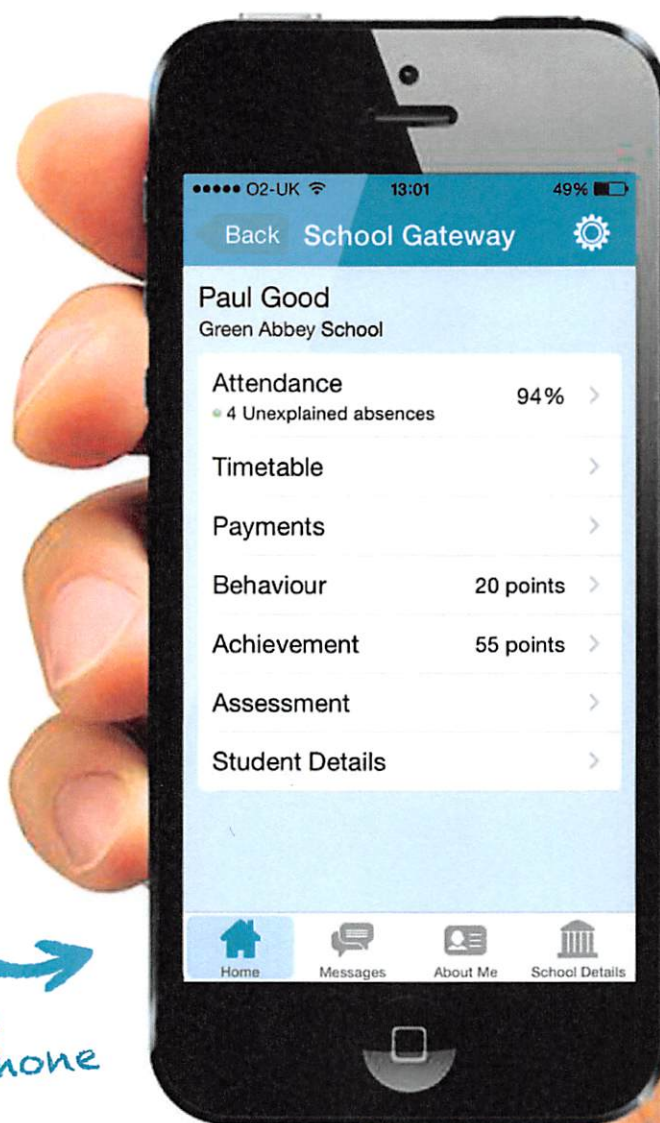 O2-UK 13:01 49%
Back School Gateway
Paul Good
Green Abbey School
Attendance 94%
4 Unexplained absences
Timetable
Payments
Behaviour 20 points
Achievement 55 points
Assessment
Student Details
Home Messages About Me School Details